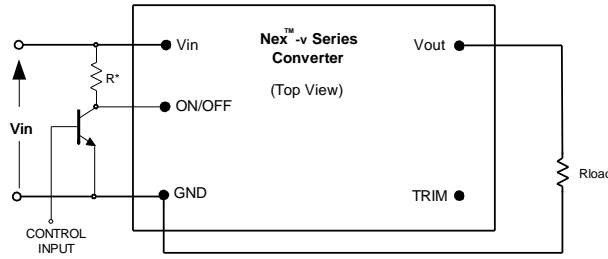 Nex™-v Series
Converter
(Top View)
Vin
Vout
R*
ON/OFF
Vin
GND
TRIM
Rload
CONTROL
INPUT